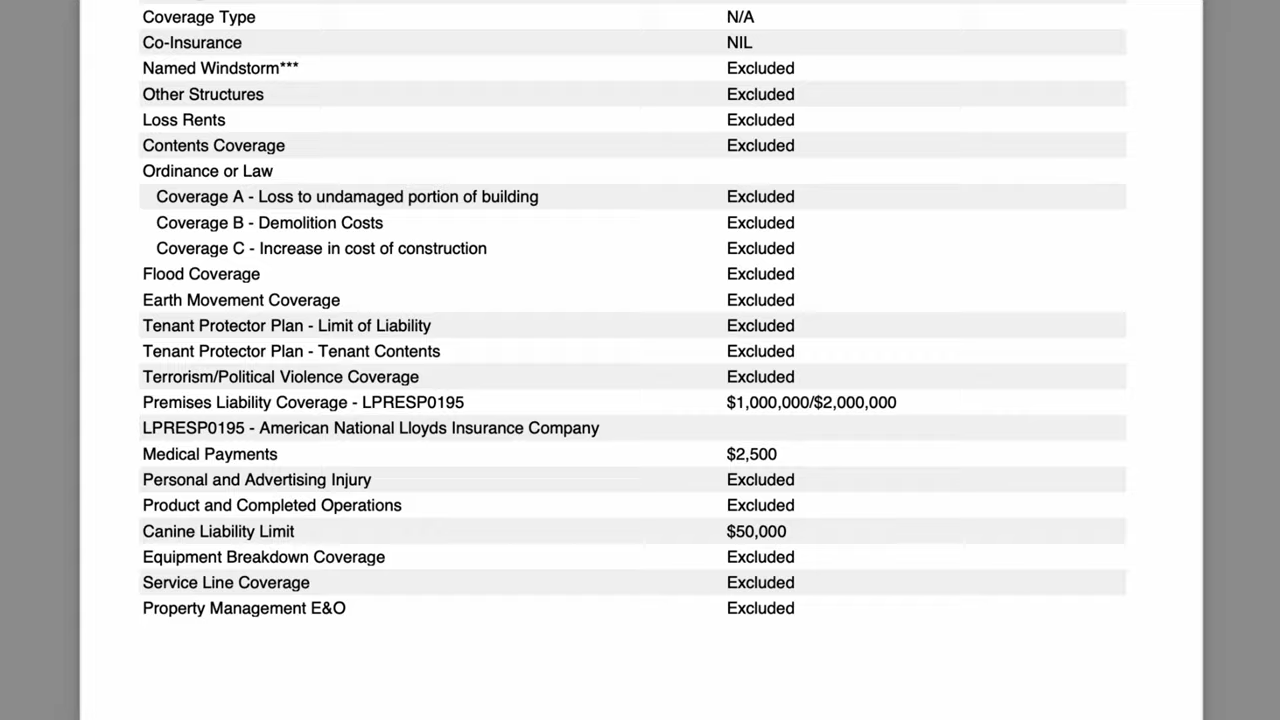 Coverage Type N/A
Co-Insurance NIL
Named Windstorm*** Excluded
Other Structures Excluded
Loss Rents Excluded
Contents Coverage Excluded
Ordinance or Law
Coverage A - Loss to undamaged portion of building Excluded
Coverage B - Demolition Costs Excluded
Coverage C - Increase in cost of construction Excluded
Flood Coverage Excluded
Earth Movement Coverage Excluded
Tenant Protector Plan - Limit of Liability Excluded
Tenant Protector Plan - Tenant Contents Excluded
Terrorism/Political Violence Coverage Excluded
Premises Liability Coverage - LPRESP0195 $1,000,000/$2,000,000
LPRESP0195 - American National Lloyds Insurance Company
Medical Payments $2,500
Personal and Advertising Injury Excluded
Product and Completed Operations Excluded
Canine Liability Limit $50,000
Equipment Breakdown Coverage Excluded
Service Line Coverage Excluded
Property Management E&O Excluded